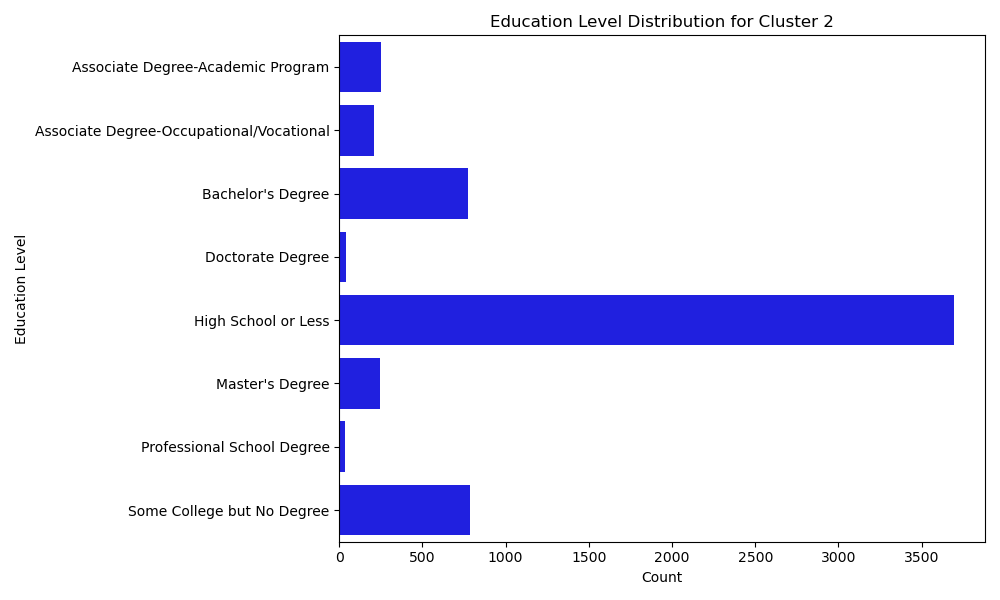 Education Level Distribution for Cluster 2
Education Level
Associate Degree-Academic Program
Associate Degree-Occupational/Vocational
Bachelor's Degree
Doctorate Degree
High School or Less
Master's Degree
Professional School Degree
Some College but No Degree
0 500 1000 1500 2000 2500 3000 3500
Count